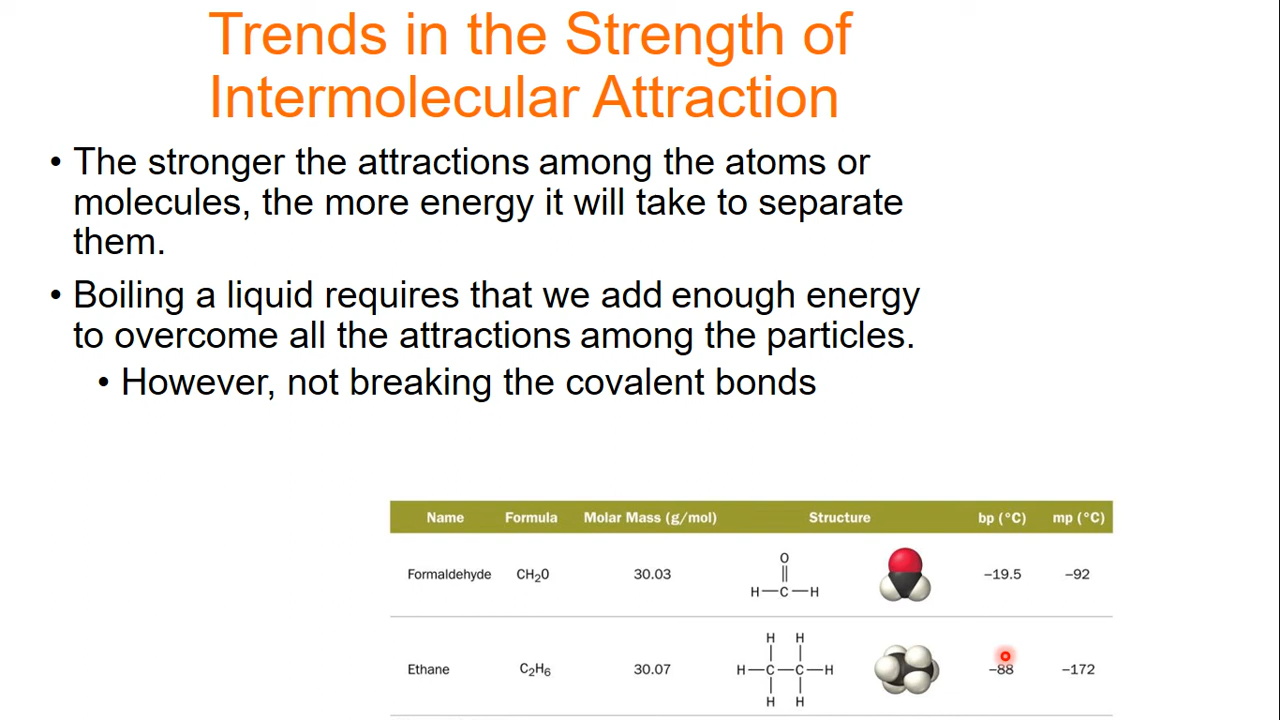 Trends in the Strength of
Intermolecular Attraction
• The stronger the attractions among the atoms or
molecules, the more energy it will take to separate
them.
• Boiling a liquid requires that we add enough energy
to overcome all the attractions among the particles.
• However, not breaking the covalent bonds
Name Formula Molar Mass (g/mol) Structure bp (°C) mp (°C)
O
Formaldehyde CH₂0 30.03 –19.5 –92
H—C—H
H H
Ethane C₂H₆ 30.07 H—C—C—H –88 –172
H H